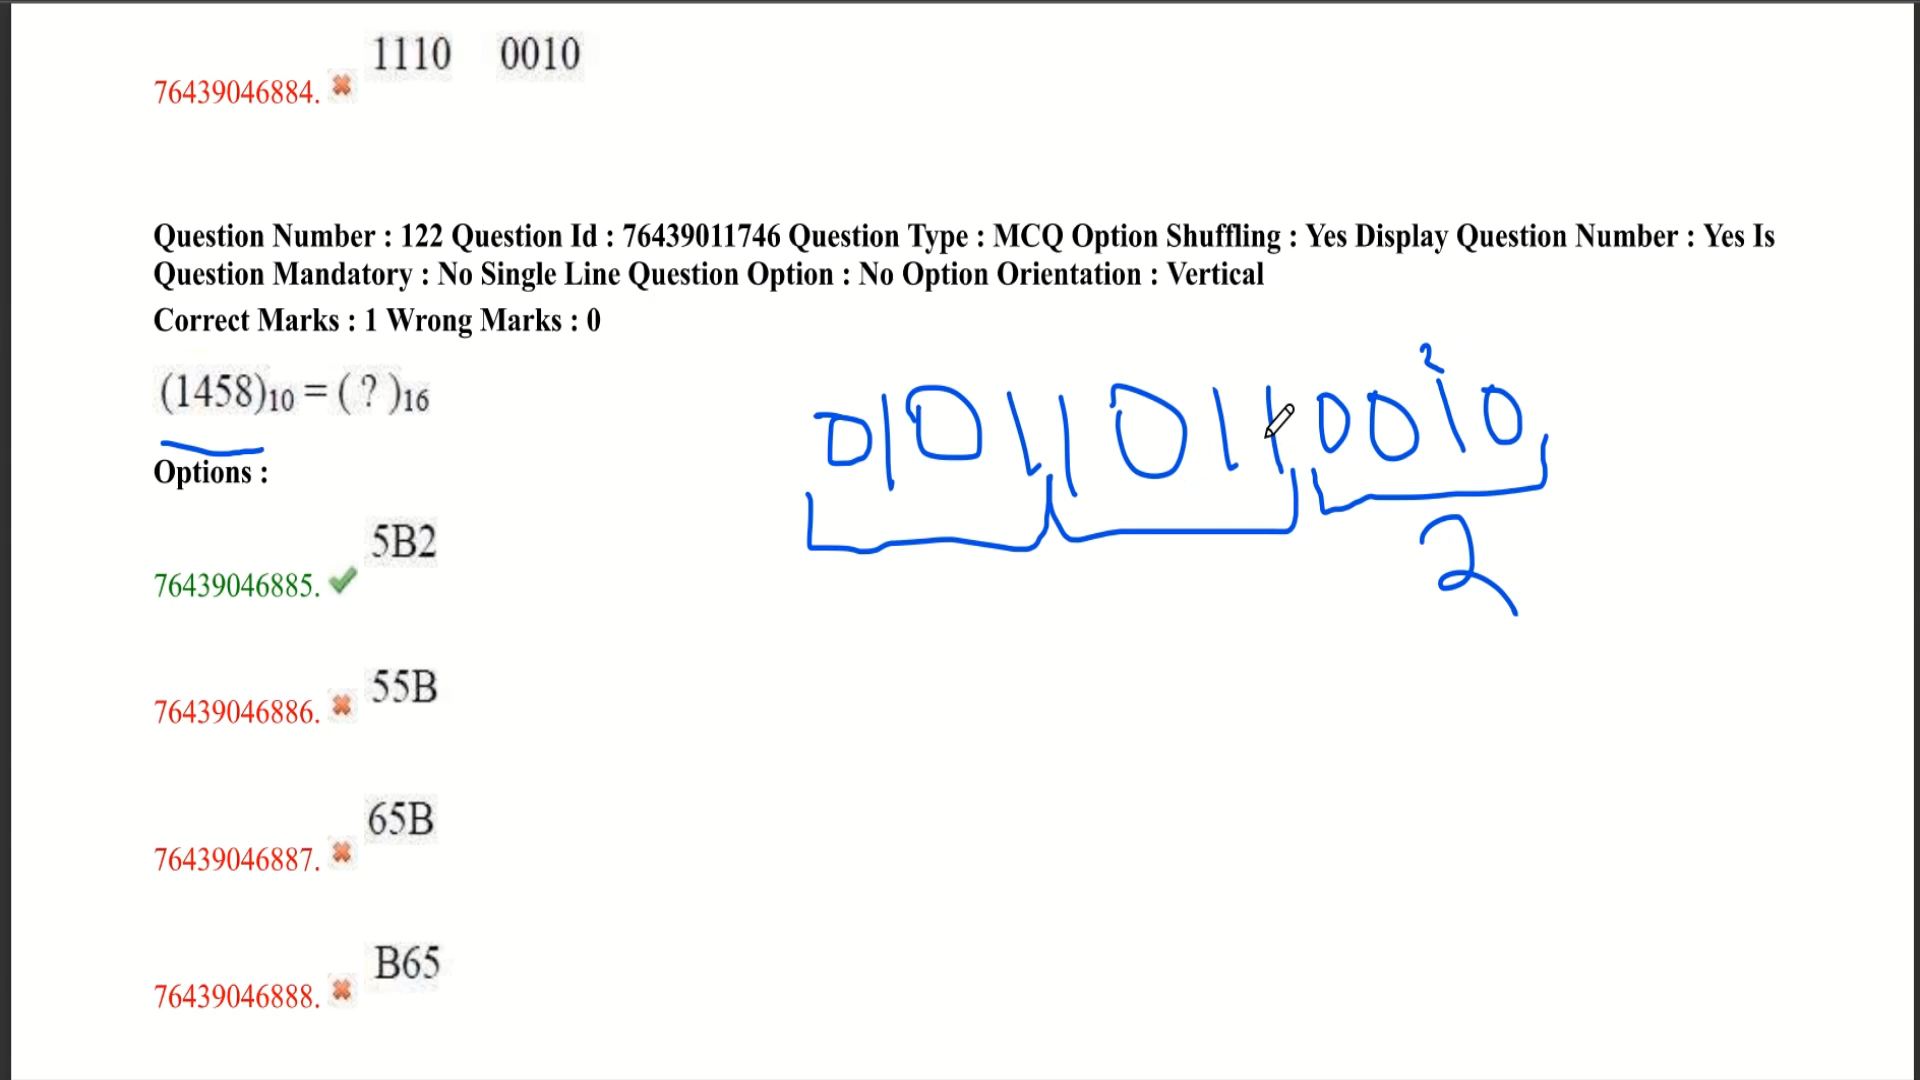 1110 0010
76439046884.
Question Number : 122 Question Id : 76439011746 Question Type : MCQ Option Shuffling : Yes Display Question Number : Yes Is
Question Mandatory : No Single Line Question Option : No Option Orientation : Vertical
Correct Marks : 1 Wrong Marks : 0
(1458)₁₀ = ( ? )₁₆
2
010110110010
2
Options :
5B2
76439046885.
55B
76439046886.
65B
76439046887.
B65
76439046888.